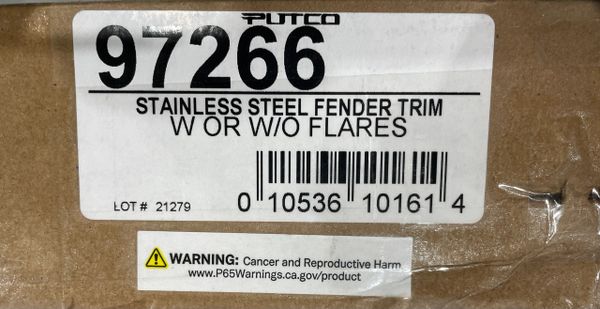 PUTCO
97266
STAINLESS STEEL FENDER TRIM
W OR W/O FLARES
LOT # 21279
0 10536 10161 4
WARNING: Cancer and Reproductive Harm
www.P65Warnings.ca.gov/product